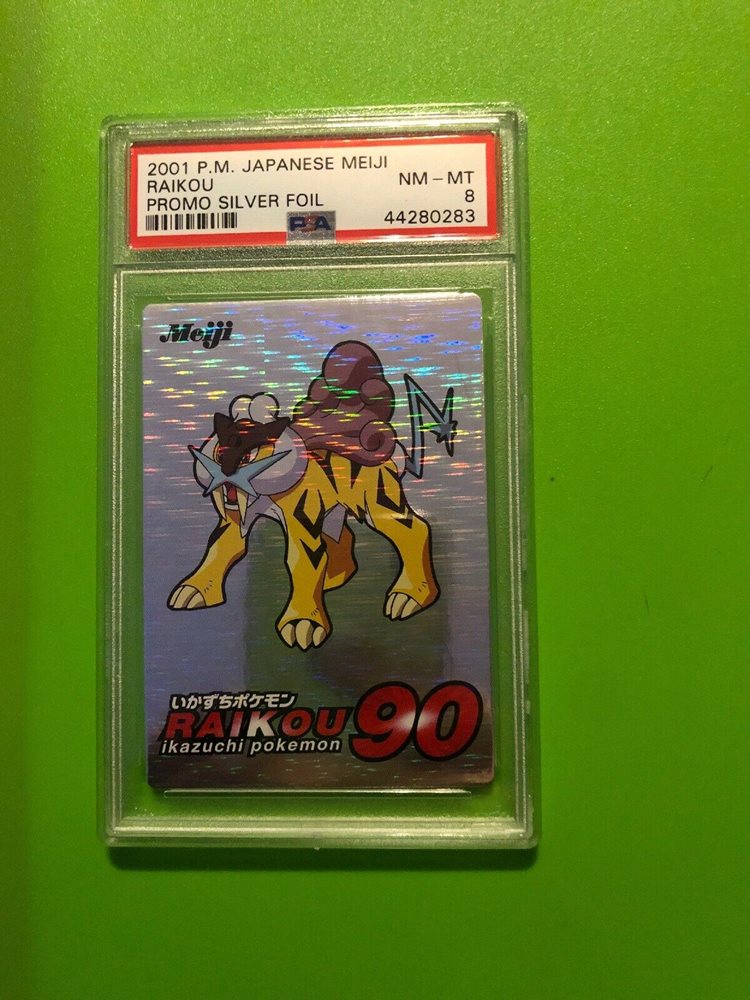 2001 P.M. JAPANESE MEIJI
RAIKOU NM – MT
PROMO SILVER FOIL 8
PSA 44280283
Meiji
いかずちポケモン
RAIKOU 90
ikazuchi pokemon